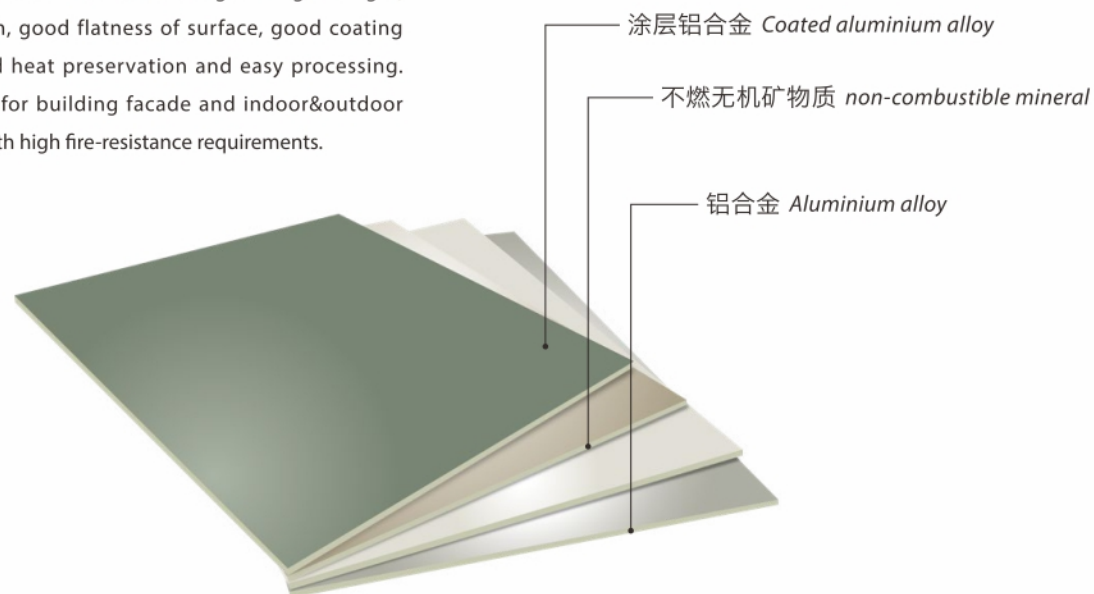 n, good flatness of surface, good coating
heat preservation and easy processing.
for building facade and indoor&outdoor
th high fire-resistance requirements.
涂层铝合金 Coated aluminium alloy
不燃无机矿物质 non-combustible mineral
铝合金 Aluminium alloy